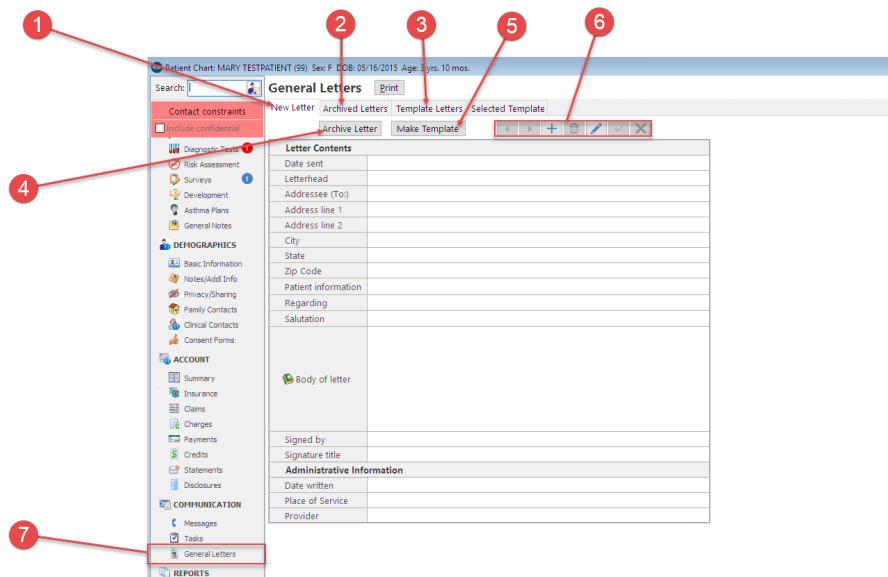 1
2
3
5
6
Patient Chart: MARY TESTPATIENT (99) Sex: F DOB: 05/16/2015 Age: 3 yrs. 10 mos.
Search:
General Letters Print
New Letter Archived Letters Template Letters Selected Template
Contact constraints
Include confidential
Archive Letter Make Template
4
7
Diagnostic Tests 1
Risk Assessment
Surveys 1
Development
Asthma Plans
General Notes
DEMOGRAPHICS
Basic Information
Notes/Addl Info
Privacy/Sharing
Family Contacts
Clinical Contacts
Consent Forms
ACCOUNT
Summary
Insurance
Claims
Charges
Payments
Credits
Statements
Disclosures
COMMUNICATION
Messages
Tasks
General Letters
REPORTS
Letter Contents
Date sent
Letterhead
Addressee (To:)
Address line 1
Address line 2
City
State
Zip Code
Patient information
Regarding
Salutation
Body of letter
Signed by
Signature title
Administrative Information
Date written
Place of Service
Provider